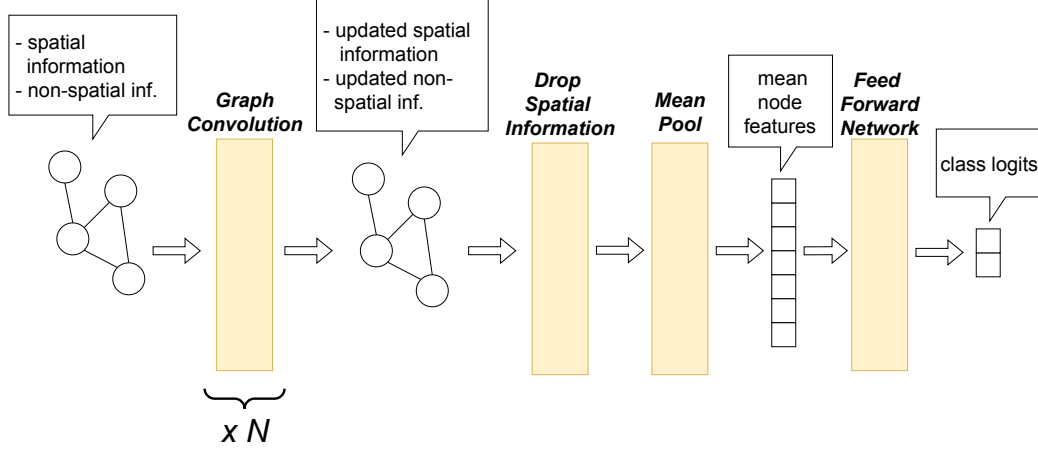 - spatial
information
- non-spatial inf.
Graph
Convolution
x N
- updated spatial
information
- updated non-
spatial inf.
Drop
Spatial
Information
Mean
Pool
mean
node
features
Feed
Forward
Network
class logits